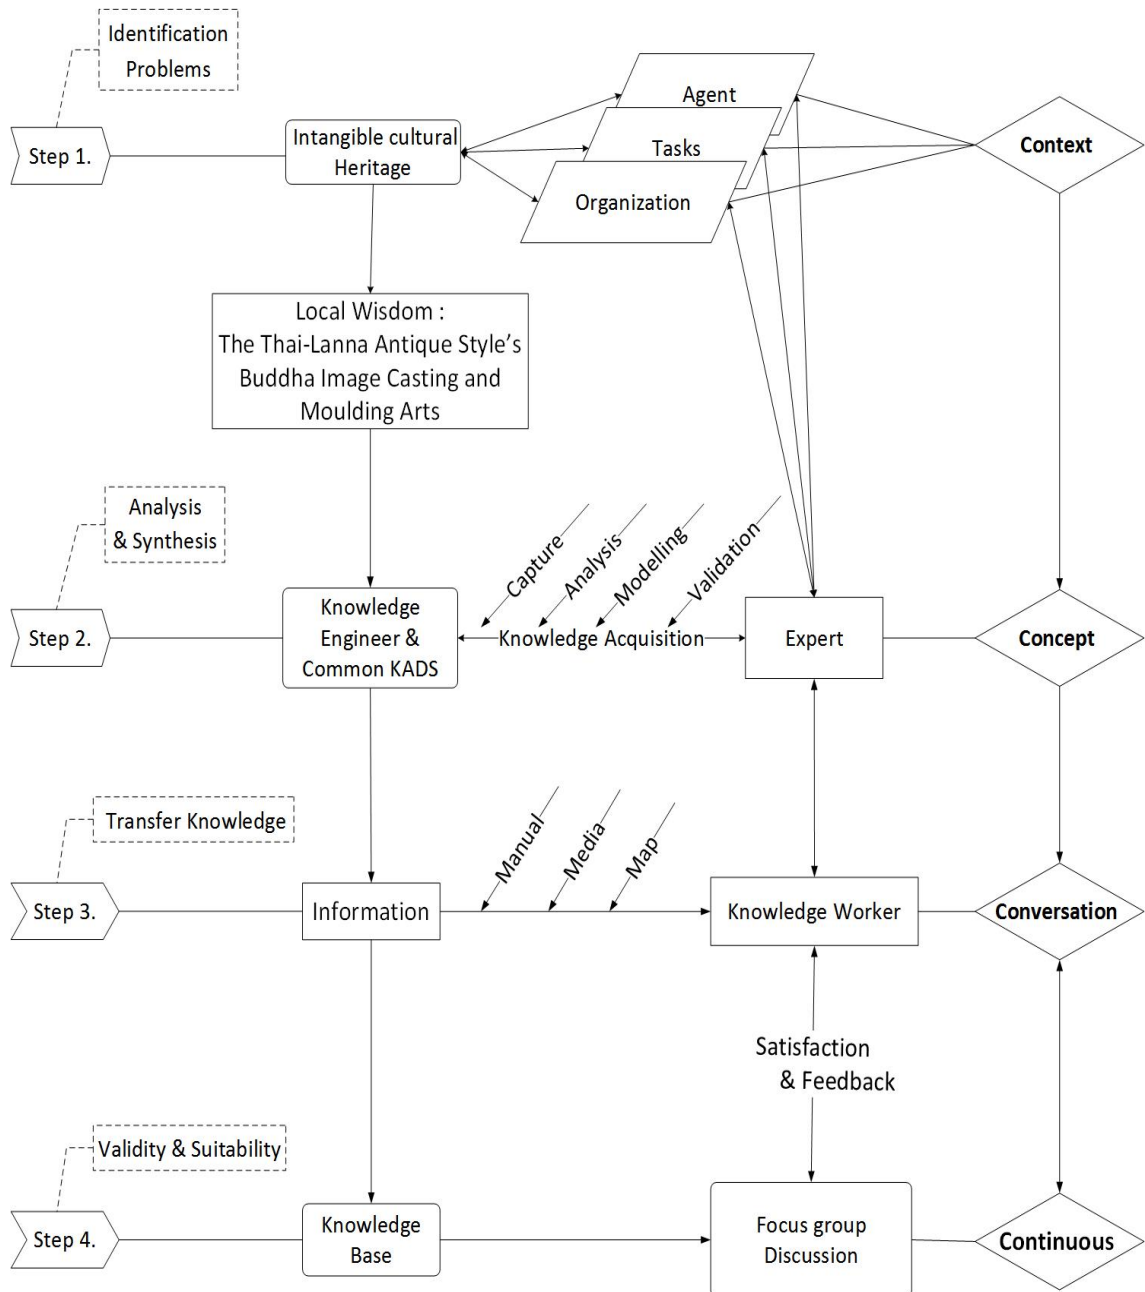 Identification
Problems
Step 1.
Intangible cultural
Heritage
Agent
Tasks
Organization
Context
Local Wisdom :
The Thai-Lanna Antique Style's
Buddha Image Casting and
Moulding Arts
Analysis
& Synthesis
Step 2.
Knowledge
Engineer &
Common KADS
Capture
Analysis
Modelling
Validation
Knowledge Acquisition
Expert
Concept
Transfer Knowledge
Step 3.
Information
Manual
Media
Map
Knowledge Worker
Conversation
Satisfaction
& Feedback
Validity & Suitability
Step 4.
Knowledge
Base
Focus group
Discussion
Continuous